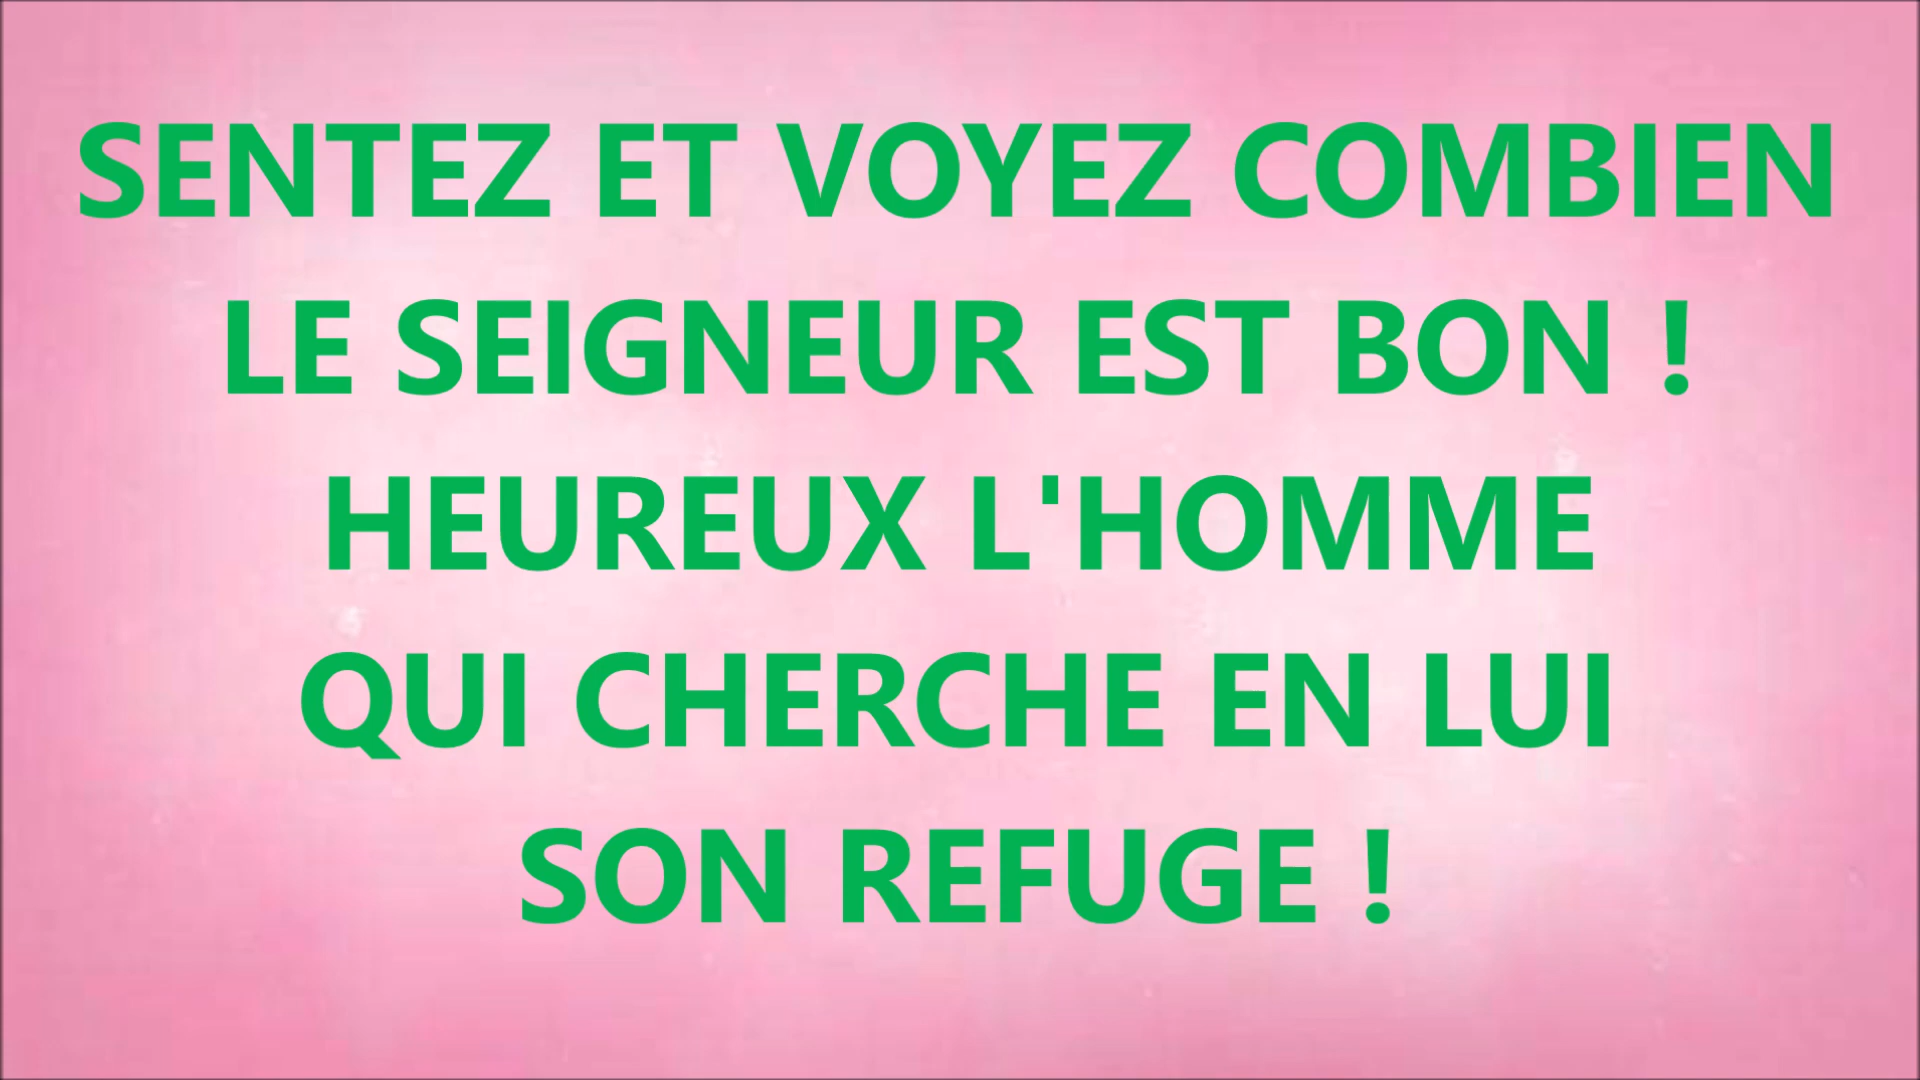 SENTEZ ET VOYEZ COMBIEN
LE SEIGNEUR EST BON !
HEUREUX L'HOMME
QUI CHERCHE EN LUI
SON REFUGE !